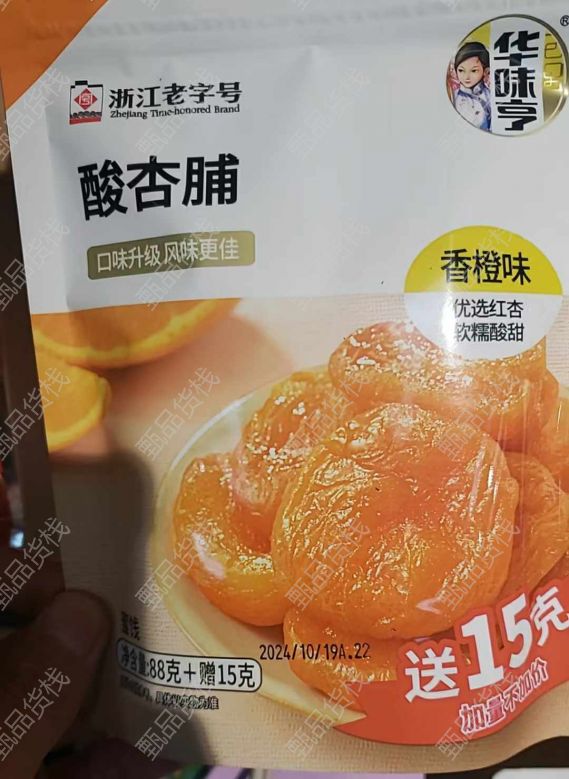 浙江老字号
Zhejiang Time-honored Brand
华味亨
®
酸杏脯
口味升级 风味更佳
香橙味
优选红杏
软糯酸甜
蜜饯
净含量:88克+赠15克
2024/10/19A.22
送15克
加量不加价
甄品货栈